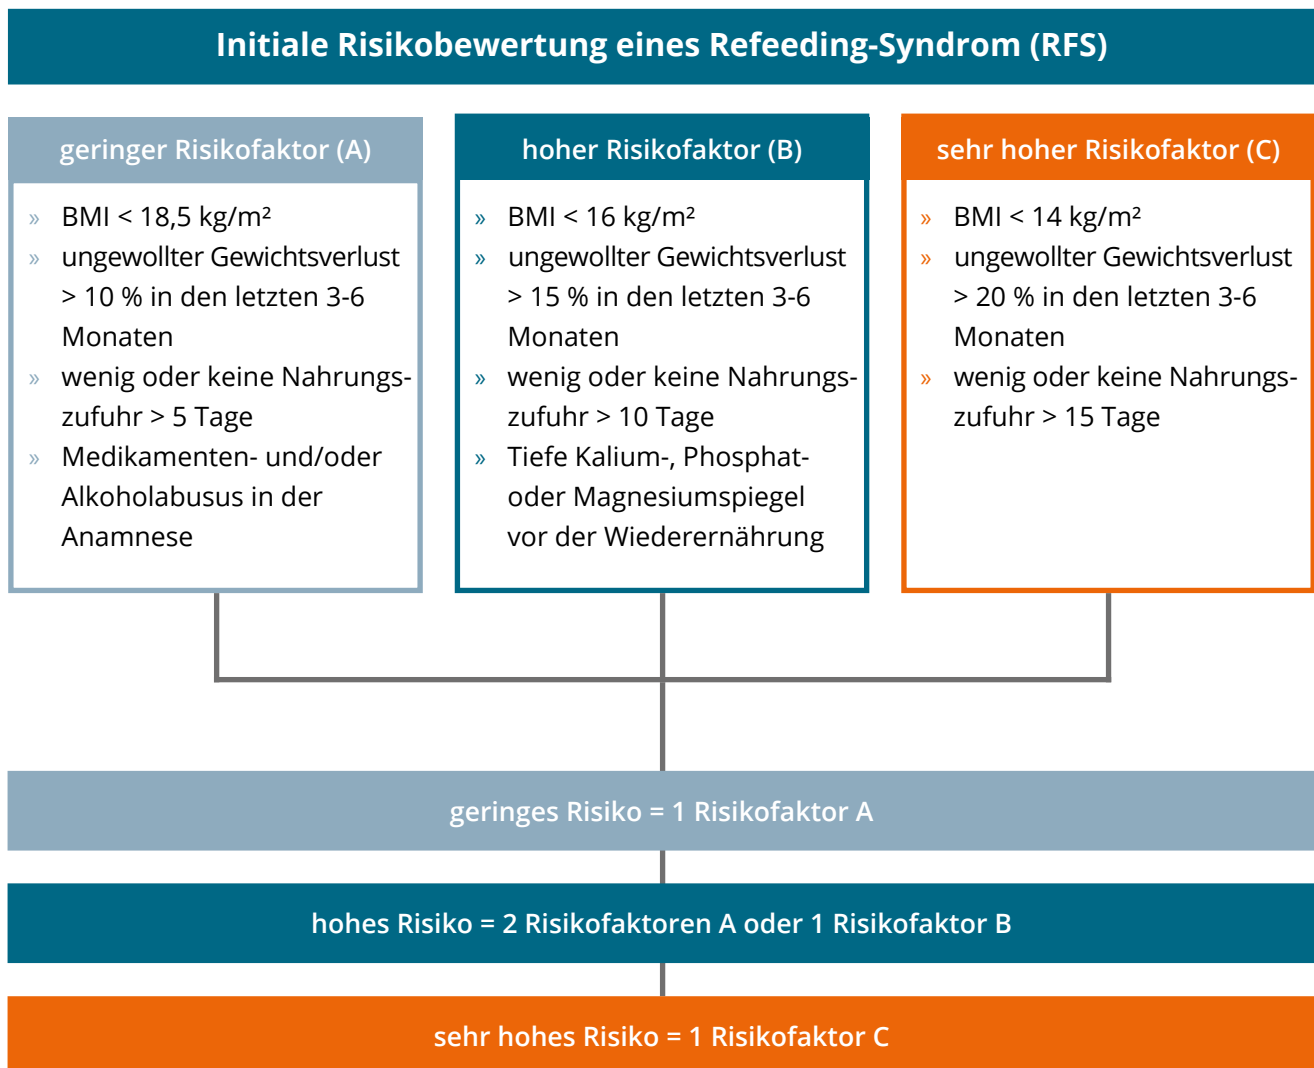 Initiale Risikobewertung eines Refeeding-Syndrom (RFS)
geringer Risikofaktor (A)
» BMI < 18,5 kg/m²
» ungewollter Gewichtsverlust
> 10 % in den letzten 3-6
Monaten
» wenig oder keine Nahrungs-
zufuhr > 5 Tage
» Medikamenten- und/oder
Alkoholabusus in der
Anamnese
hoher Risikofaktor (B)
» BMI < 16 kg/m²
» ungewollter Gewichtsverlust
> 15 % in den letzten 3-6
Monaten
» wenig oder keine Nahrungs-
zufuhr > 10 Tage
» Tiefe Kalium-, Phosphat-
oder Magnesiumspiegel
vor der Wiederernährung
sehr hoher Risikofaktor (C)
» BMI < 14 kg/m²
» ungewollter Gewichtsverlust
> 20 % in den letzten 3-6
Monaten
» wenig oder keine Nahrungs-
zufuhr > 15 Tage
geringes Risiko = 1 Risikofaktor A
hohes Risiko = 2 Risikofaktoren A oder 1 Risikofaktor B
sehr hohes Risiko = 1 Risikofaktor C